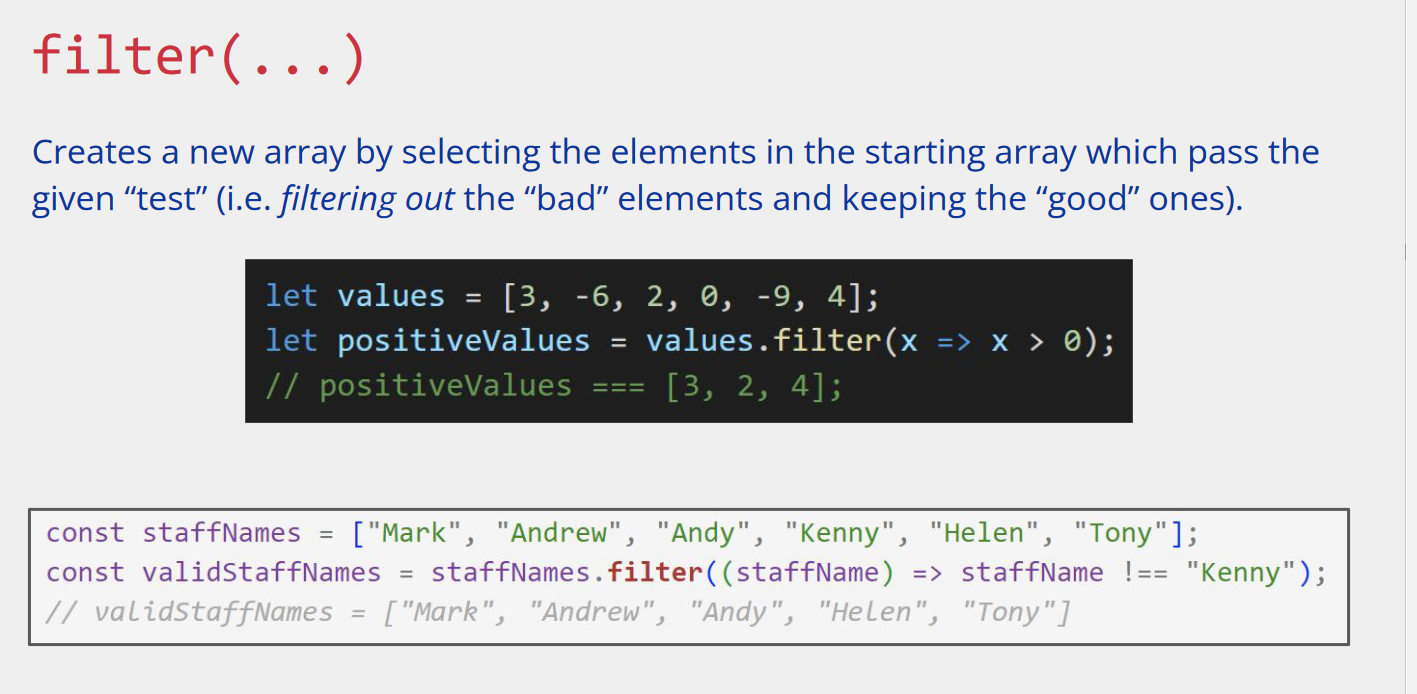 filter(...)
Creates a new array by selecting the elements in the starting array which pass the
given “test” (i.e. filtering out the “bad” elements and keeping the “good” ones).
let values = [3, -6, 2, 0, -9, 4];
let positiveValues = values.filter(x => x > 0);
// positiveValues === [3, 2, 4];
const staffNames = ["Mark", "Andrew", "Andy", "Kenny", "Helen", "Tony"];
const validStaffNames = staffNames.filter((staffName) => staffName !== "Kenny");
// validStaffNames = ["Mark", "Andrew", "Andy", "Helen", "Tony"]